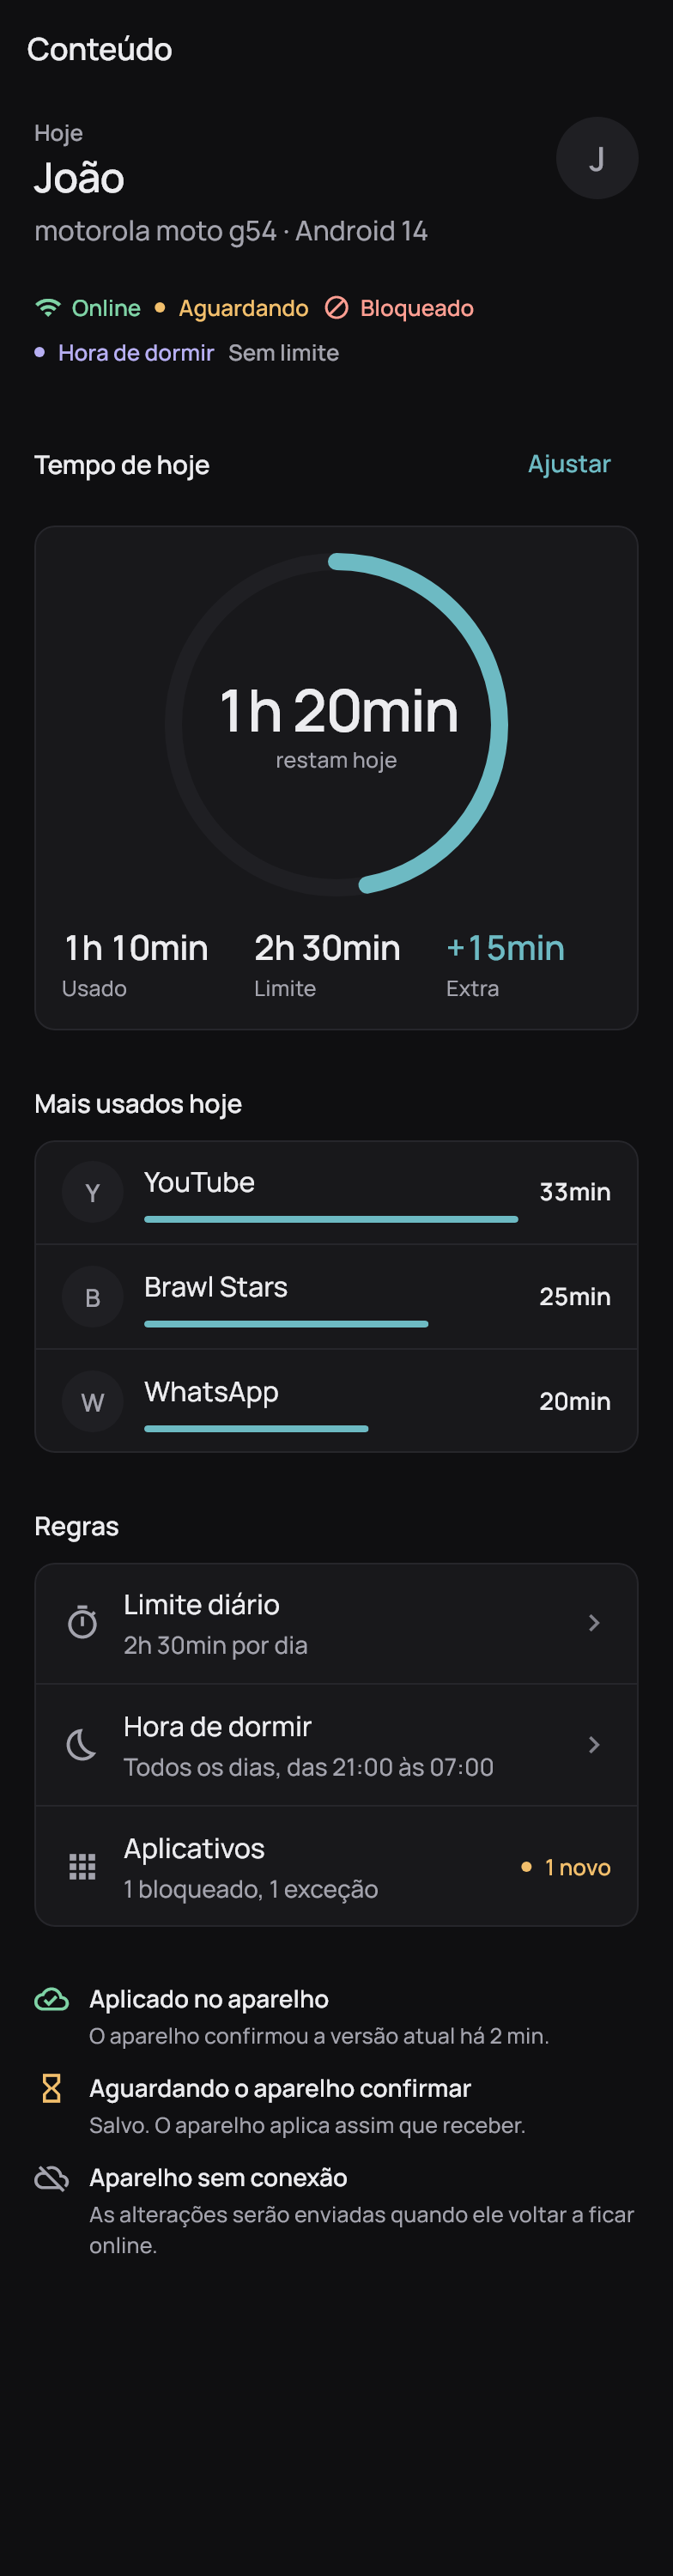 Conteúdo
Hoje
João
J
motorola moto g54 · Android 14
Online • Aguardando Bloqueado
• Hora de dormir Sem limite
Tempo de hoje Ajustar
1h 20min
restam hoje
1h 10min 2h 30min +15min
Usado Limite Extra
Mais usados hoje
Y YouTube 33min
B Brawl Stars 25min
W WhatsApp 20min
Regras
Limite diário
2h 30min por dia
Hora de dormir
Todos os dias, das 21:00 às 07:00
Aplicativos
1 bloqueado, 1 exceção
• 1 novo
Aplicado no aparelho
O aparelho confirmou a versão atual há 2 min.
Aguardando o aparelho confirmar
Salvo. O aparelho aplica assim que receber.
Aparelho sem conexão
As alterações serão enviadas quando ele voltar a ficar
online.